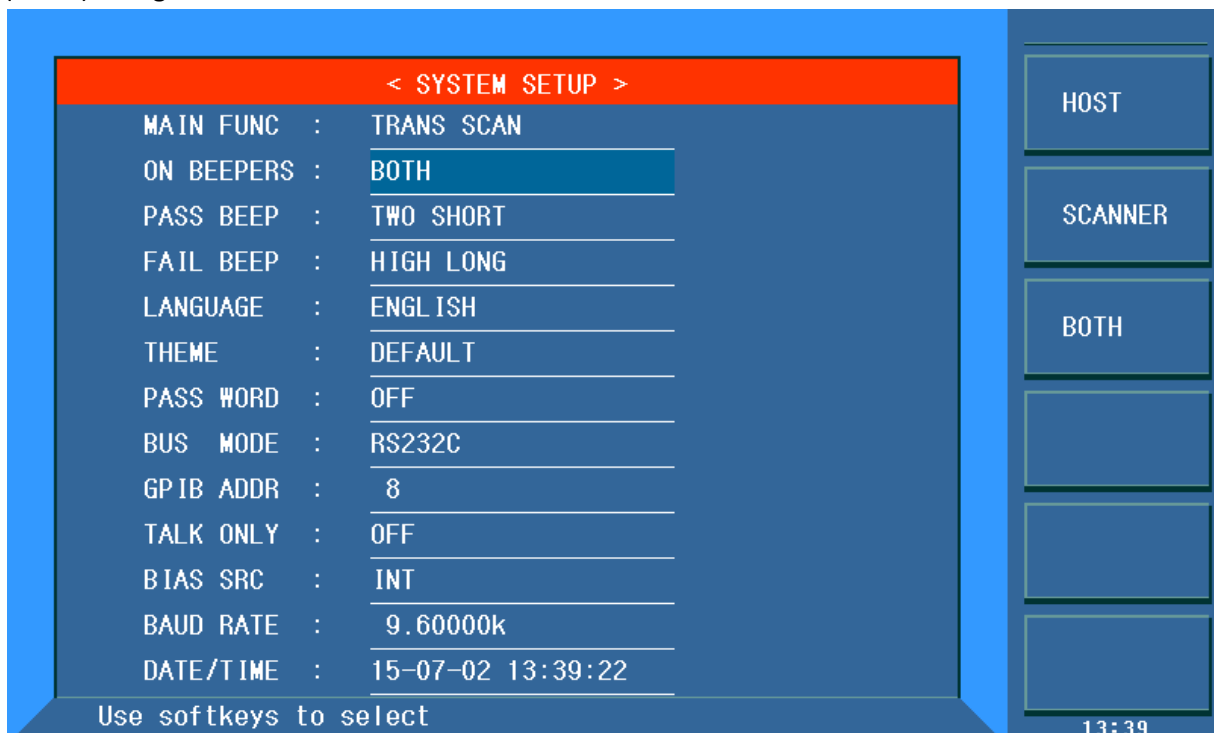 < SYSTEM SETUP >
MAIN FUNC : TRANS SCAN
ON BEEPERS : BOTH
PASS BEEP : TWO SHORT
FAIL BEEP : HIGH LONG
LANGUAGE : ENGLISH
THEME : DEFAULT
PASS WORD : OFF
BUS MODE : RS232C
GPIB ADDR : 8
TALK ONLY : OFF
BIAS SRC : INT
BAUD RATE : 9.60000k
DATE/TIME : 15-07-02 13:39:22
Use softkeys to select
HOST
SCANNER
BOTH
13:39